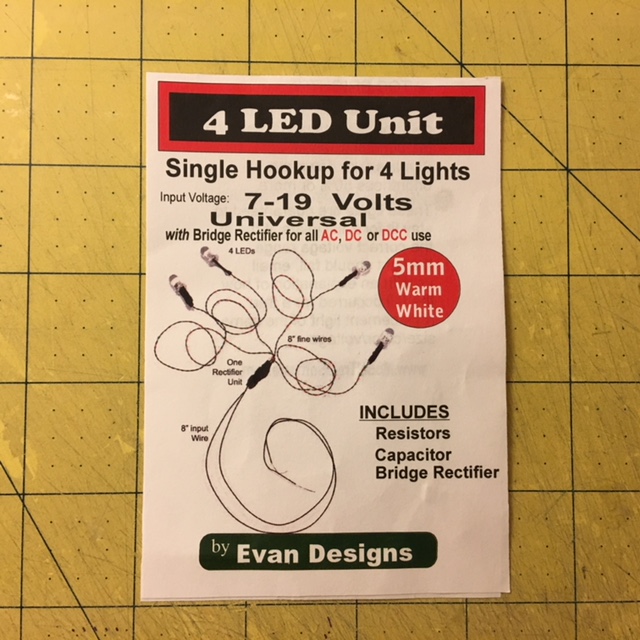 4 LED Unit
Single Hookup for 4 Lights
Input Voltage: 7-19 Volts
Universal
with Bridge Rectifier for all AC, DC or DCC use
4 LEDs
5mm
Warm
White
8" fine wires
One
Rectifier
Unit
8" input
Wire
INCLUDES
Resistors
Capacitor
Bridge Rectifier
by Evan Designs